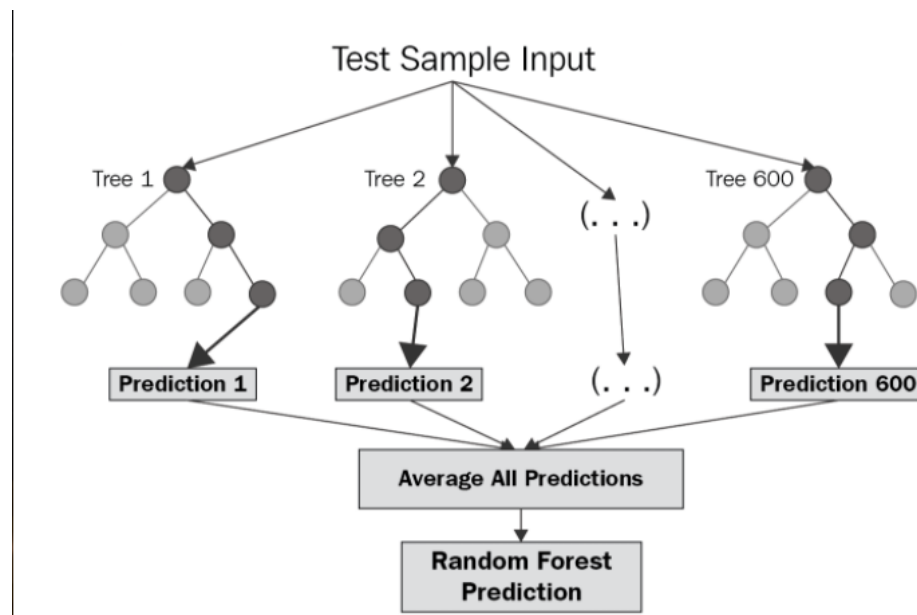 Test Sample Input
Tree 1
Tree 2
Tree 600
(. . .)
Prediction 1
Prediction 2
(. . .)
Prediction 600
Average All Predictions
Random Forest
Prediction